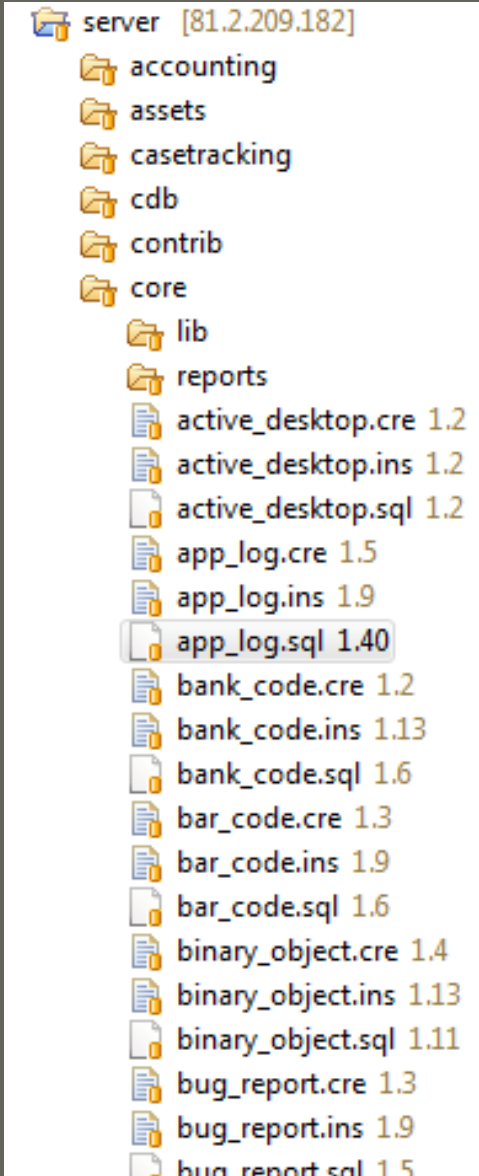 server [81.2.209.182]
accounting
assets
casetracking
cdb
contrib
core
lib
reports
active_desktop.cre 1.2
active_desktop.ins 1.2
active_desktop.sql 1.2
app_log.cre 1.5
app_log.ins 1.9
app_log.sql 1.40
bank_code.cre 1.2
bank_code.ins 1.13
bank_code.sql 1.6
bar_code.cre 1.3
bar_code.ins 1.9
bar_code.sql 1.6
binary_object.cre 1.4
binary_object.ins 1.13
binary_object.sql 1.11
bug_report.cre 1.3
bug_report.ins 1.9
bug_report.sql 1.5